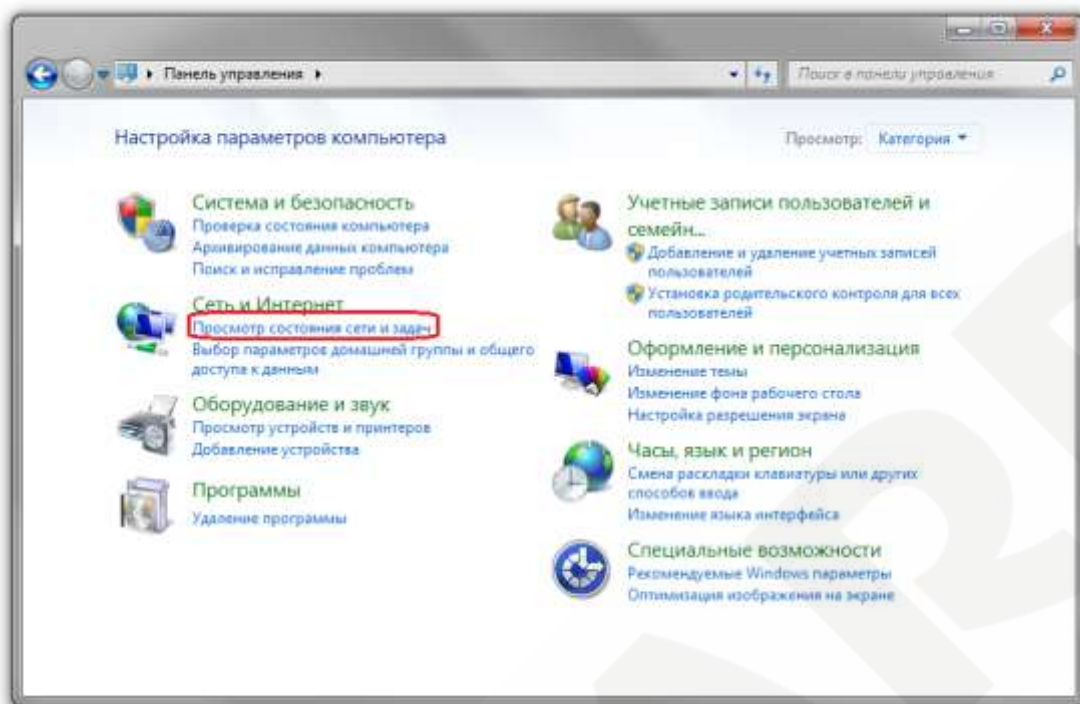 Панель управления
Поиск в панели управления
Настройка параметров компьютера
Просмотр: Категория
Система и безопасность
Проверка состояния компьютера
Архивирование данных компьютера
Поиск и исправление проблем
Сеть и Интернет
Просмотр состояния сети и задач
Выбор параметров домашней группы и общего
доступа к данным
Оборудование и звук
Просмотр устройств и принтеров
Добавление устройства
Программы
Удаление программы
Учетные записи пользователей и
семейн...
Добавление и удаление учетных записей
пользователей
Установка родительского контроля для всех
пользователей
Оформление и персонализация
Изменение темы
Изменение фона рабочего стола
Настройка разрешения экрана
Часы, язык и регион
Смена раскладки клавиатуры или других
способов ввода
Изменение языка интерфейса
Специальные возможности
Рекомендуемые Windows параметры
Оптимизация изображения на экране